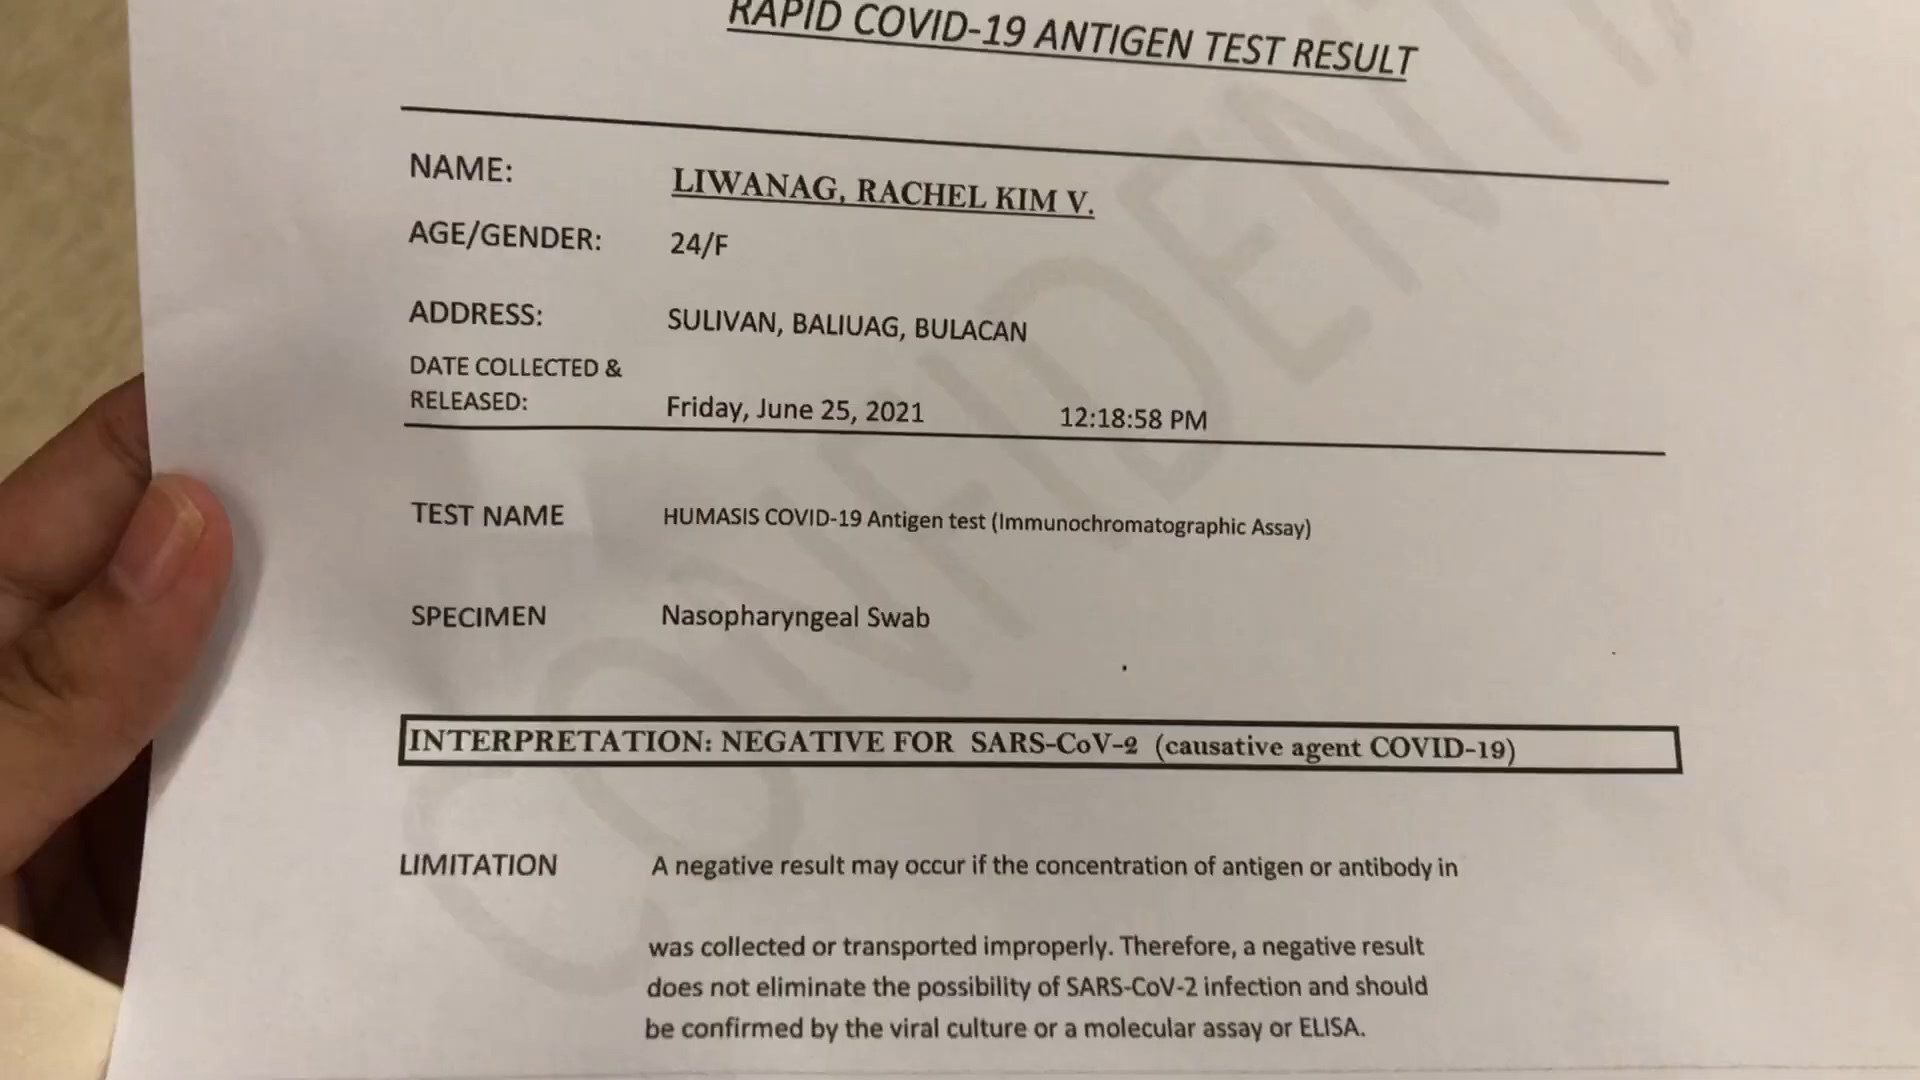 RAPID COVID-19 ANTIGEN TEST RESULT
NAME: LIWANAG, RACHEL KIM V.
AGE/GENDER: 24/F
ADDRESS: SULIVAN, BALIUAG, BULACAN
DATE COLLECTED &
RELEASED: Friday, June 25, 2021 12:18:58 PM
TEST NAME HUMASIS COVID-19 Antigen test (Immunochromatographic Assay)
SPECIMEN Nasopharyngeal Swab
INTERPRETATION: NEGATIVE FOR SARS-CoV-2 (causative agent COVID-19)
LIMITATION A negative result may occur if the concentration of antigen or antibody in
was collected or transported improperly. Therefore, a negative result
does not eliminate the possibility of SARS-CoV-2 infection and should
be confirmed by the viral culture or a molecular assay or ELISA.